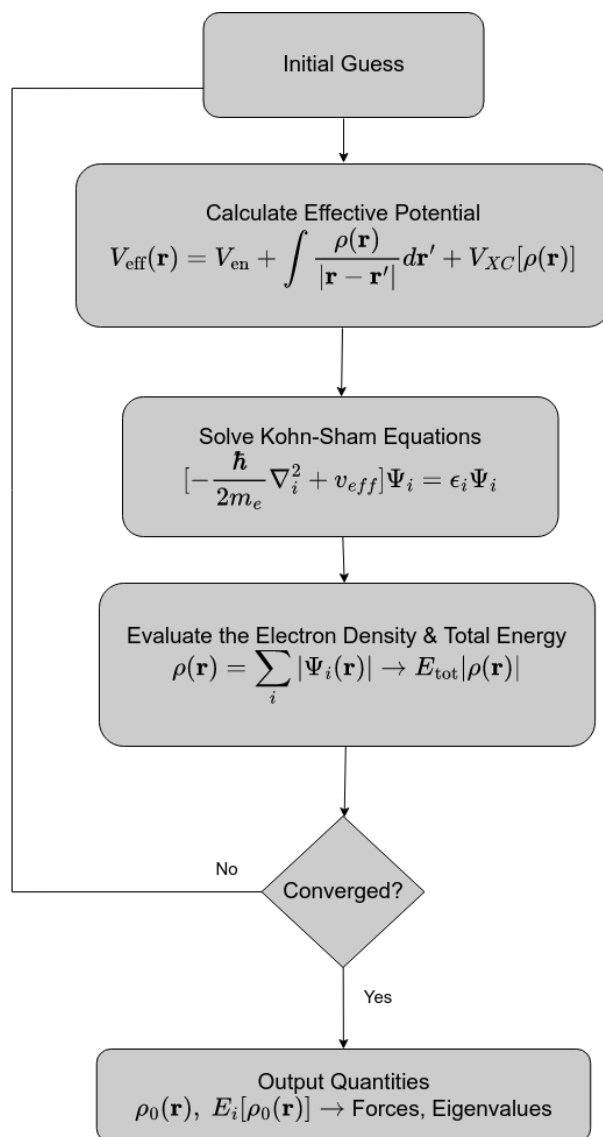 Initial Guess
Calculate Effective Potential
V_eff(𝐫) = V_en + ∫ ρ(𝐫)/|𝐫 − 𝐫′| d𝐫′ + V_XC[ρ(𝐫)]
Solve Kohn-Sham Equations
[−ħ/2m_e ∇_i^2 + v_eff]Ψ_i = ϵ_iΨ_i
Evaluate the Electron Density & Total Energy
ρ(𝐫) = ∑_i |Ψ_i(𝐫)| → E_tot|ρ(𝐫)|
No
Converged?
Yes
Output Quantities
ρ_0(𝐫), E_i[ρ_0(𝐫)] → Forces, Eigenvalues